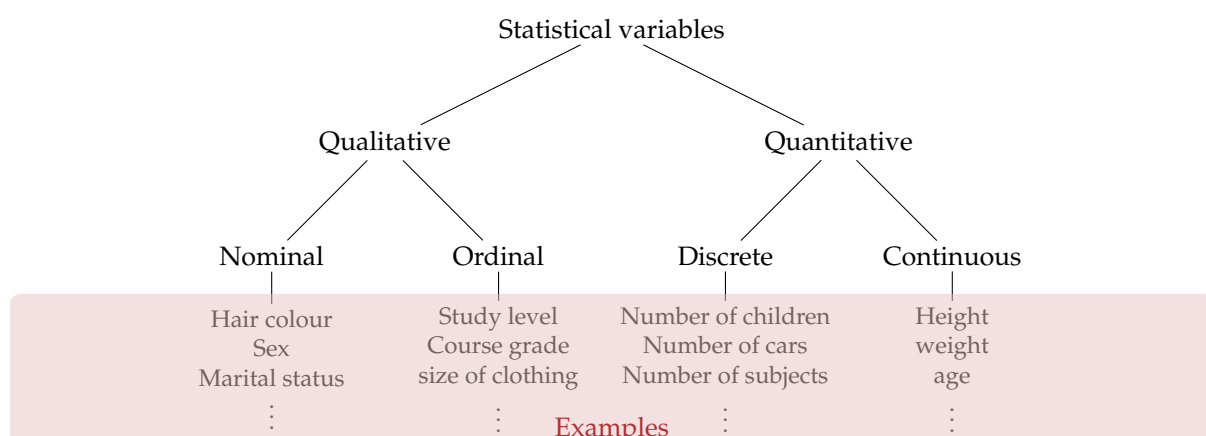 Statistical variables
Qualitative Quantitative
Nominal Ordinal Discrete Continuous
Hair colour Study level Number of children Height
Sex Course grade Number of cars weight
Marital status size of clothing Number of subjects age
⋮ ⋮ ⋮ ⋮
Examples